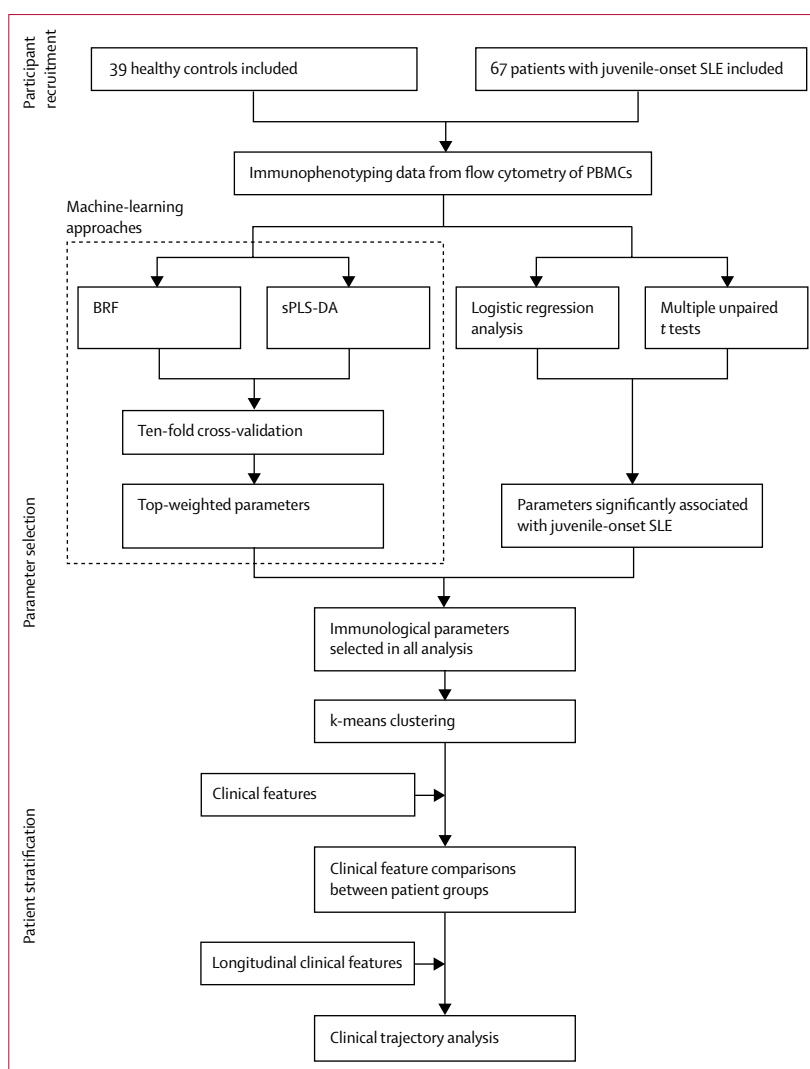 Participant
recruitment
39 healthy controls included
67 patients with juvenile-onset SLE included
Immunophenotyping data from flow cytometry of PBMCs
Machine-learning
approaches
BRF
sPLS-DA
Logistic regression
analysis
Multiple unpaired
t tests
Ten-fold cross-validation
Top-weighted parameters
Parameters significantly associated
with juvenile-onset SLE
Parameter selection
Immunological parameters
selected in all analysis
k-means clustering
Clinical features
Patient stratification
Clinical feature comparisons
between patient groups
Longitudinal clinical features
Clinical trajectory analysis